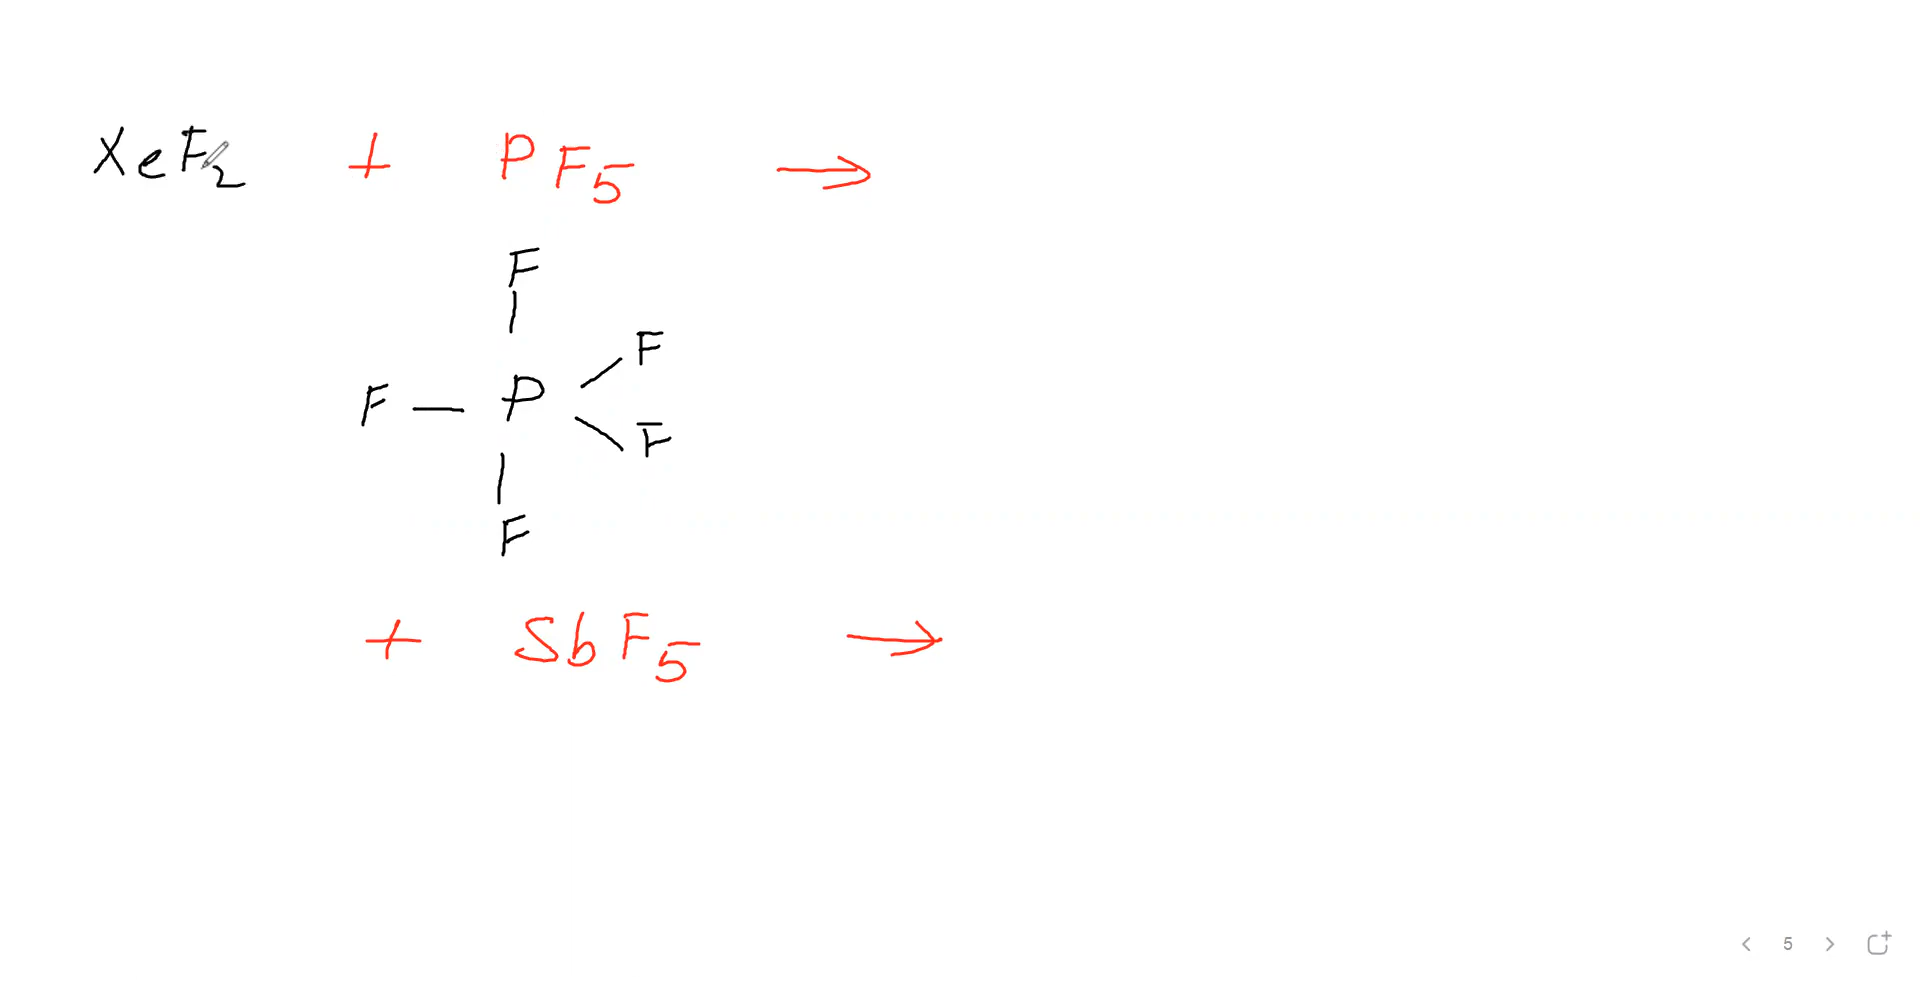 XeF₂ + PF₅ →
F
F
F — P
F
F
+ SbF₅ →
5